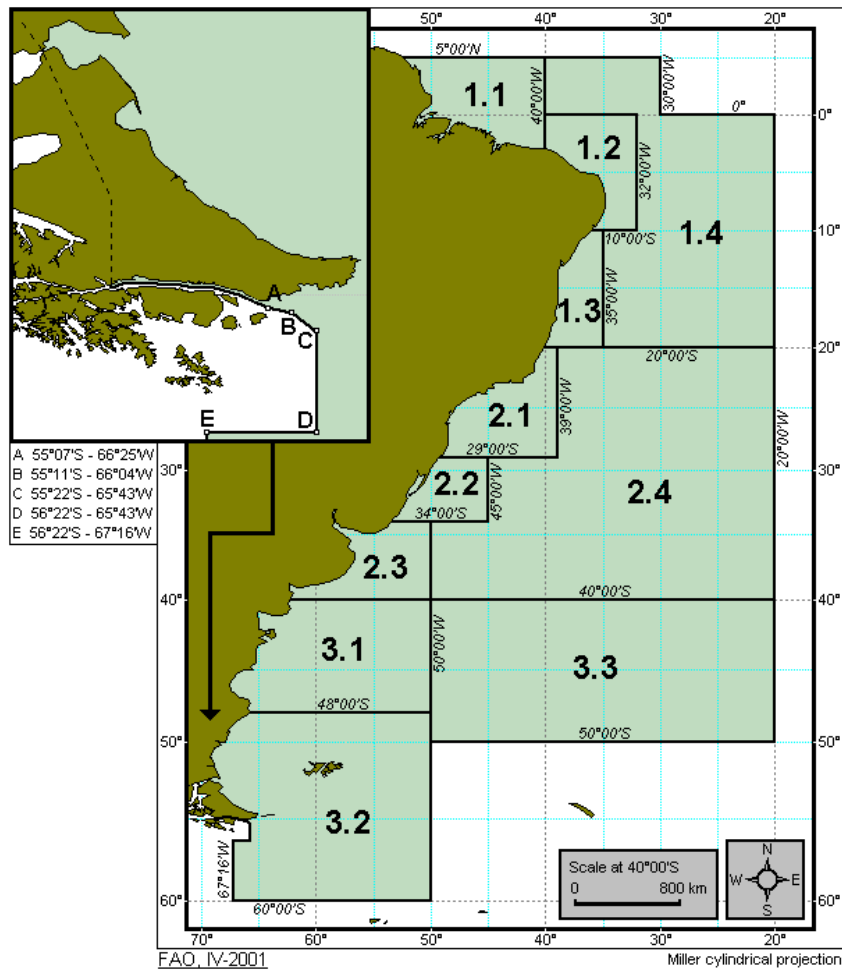 50°
40°
30°
20°
5°00'N
40°00'W
30°00'W
1.1
0°
0°
1.2
32°00'W
10°00'S
10°
1.4
A
B
C
1.3
35°00'W
20°00'S
20°
E
D
2.1
39°00'W
29°00'S
20°00'W
A 55°07'S - 66°25'W
B 55°11'S - 66°04'W
C 55°22'S - 65°43'W
D 56°22'S - 65°43'W
E 56°22'S - 67°16'W
30°
30°
2.2
45°00'W
34°00'S
2.4
2.3
40°
40°00'S
40°
3.1
50°00'W
3.3
48°00'S
50°
50°00'S
50°
3.2
67°16'W
60°
60°00'S
60°
Scale at 40°00'S
0 800 km
N
W E
S
70°
60°
50°
40°
30°
20°
FAO, IV-2001
Miller cylindrical projection